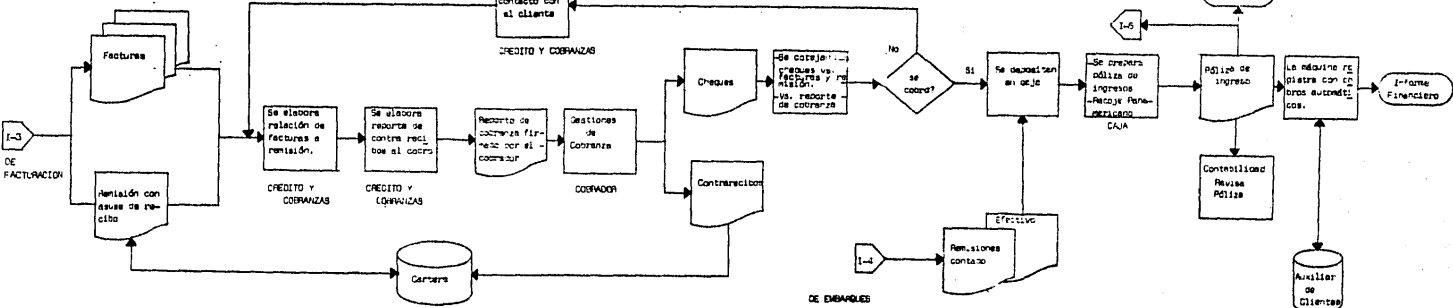 contacto con
el cliente
CREDITO Y COBRANZAS
Facturas
I-3
DE
FACTURACION
Remisión con
acuse de re-
cibo
Se elabora
relación de
facturas a
remisión.
CREDITO Y
COBRANZAS
Se elabora
reporte de
contra reci
bos al cobro
CREDITO Y
COBRANZAS
Reporte de
cobranza fir-
mado por el
cobrador
Gestiones
de
Cobranza
COBRADOR
Cheques
Contrarecibos
Cartera
-Se cotejan
cheques vs.
facturas y re
misión.
-Vs. reporte
de cobranza
No
se
cobró?
Si
Se depositan
en caja
I-4
DE EMBARQUES
Remisiones
contado
Efectivo
-Se prepara
póliza de
ingresos
-Recoje Pana-
mericano
CAJA
I-5
Póliza de
ingreso
Contabilidad
Revisa
Póliza
La máquina re
gistra con
automáti
cos.
Auxiliar
de
Clientes
Informe
Financiero